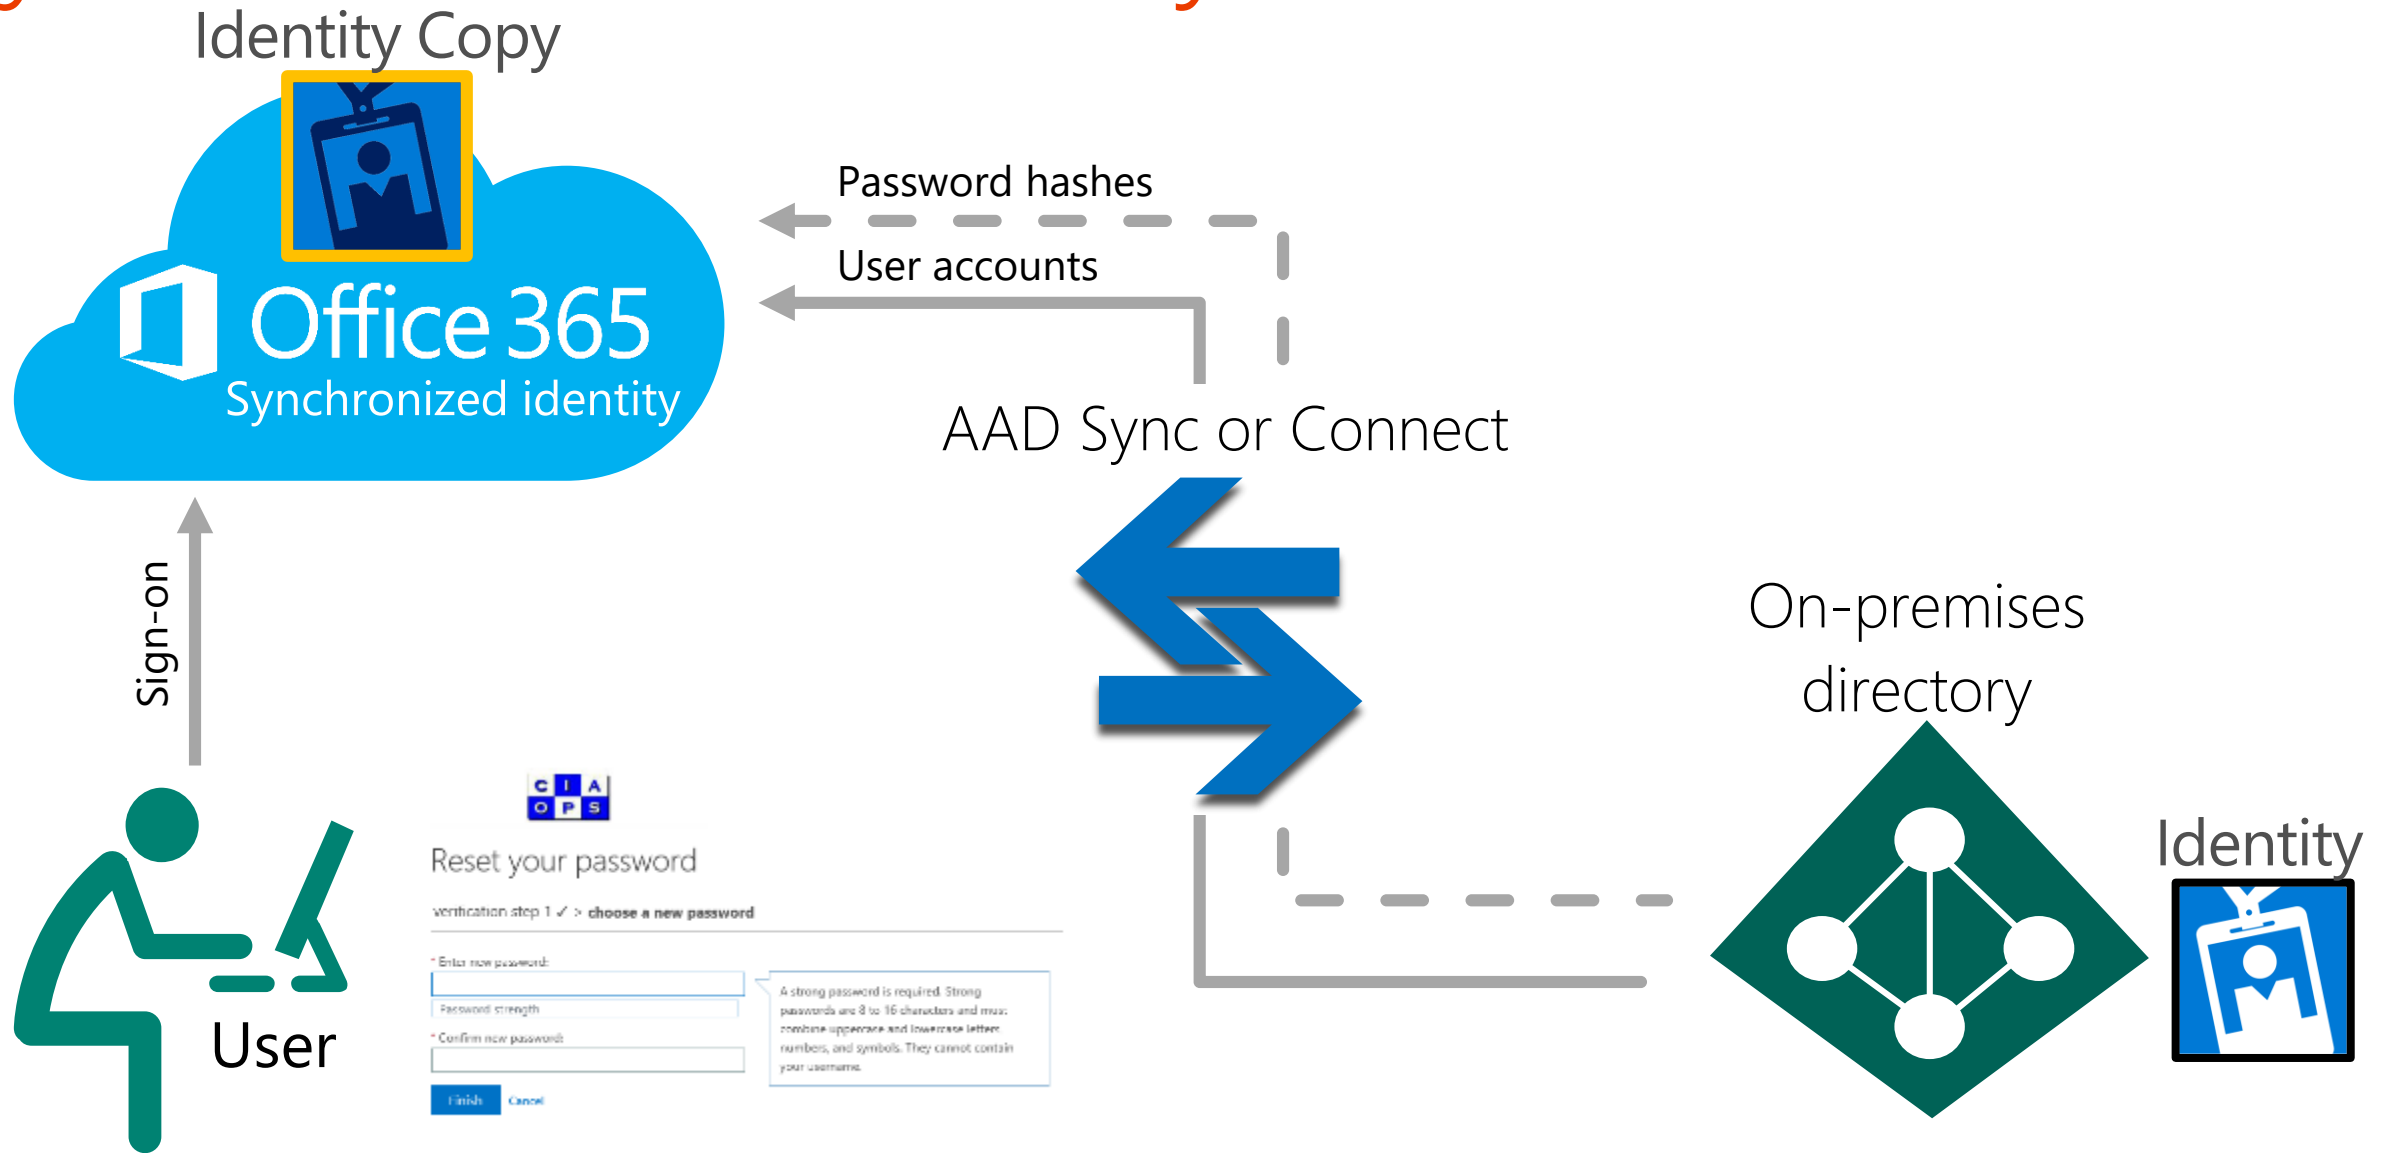 Identity Copy
Password hashes
User accounts
Office 365
Synchronized identity
AAD Sync or Connect
Sign-on
On-premises
directory
Identity
User
C I A
O P S
Reset your password
verification step 1 ✓ > choose a new password
* Enter new password:
Password strength
* Confirm new password:
A strong password is required. Strong
passwords are 8 to 16 characters and must
combine uppercase and lowercase letters
numbers, and symbols. They cannot contain
your username.
Finish Cancel